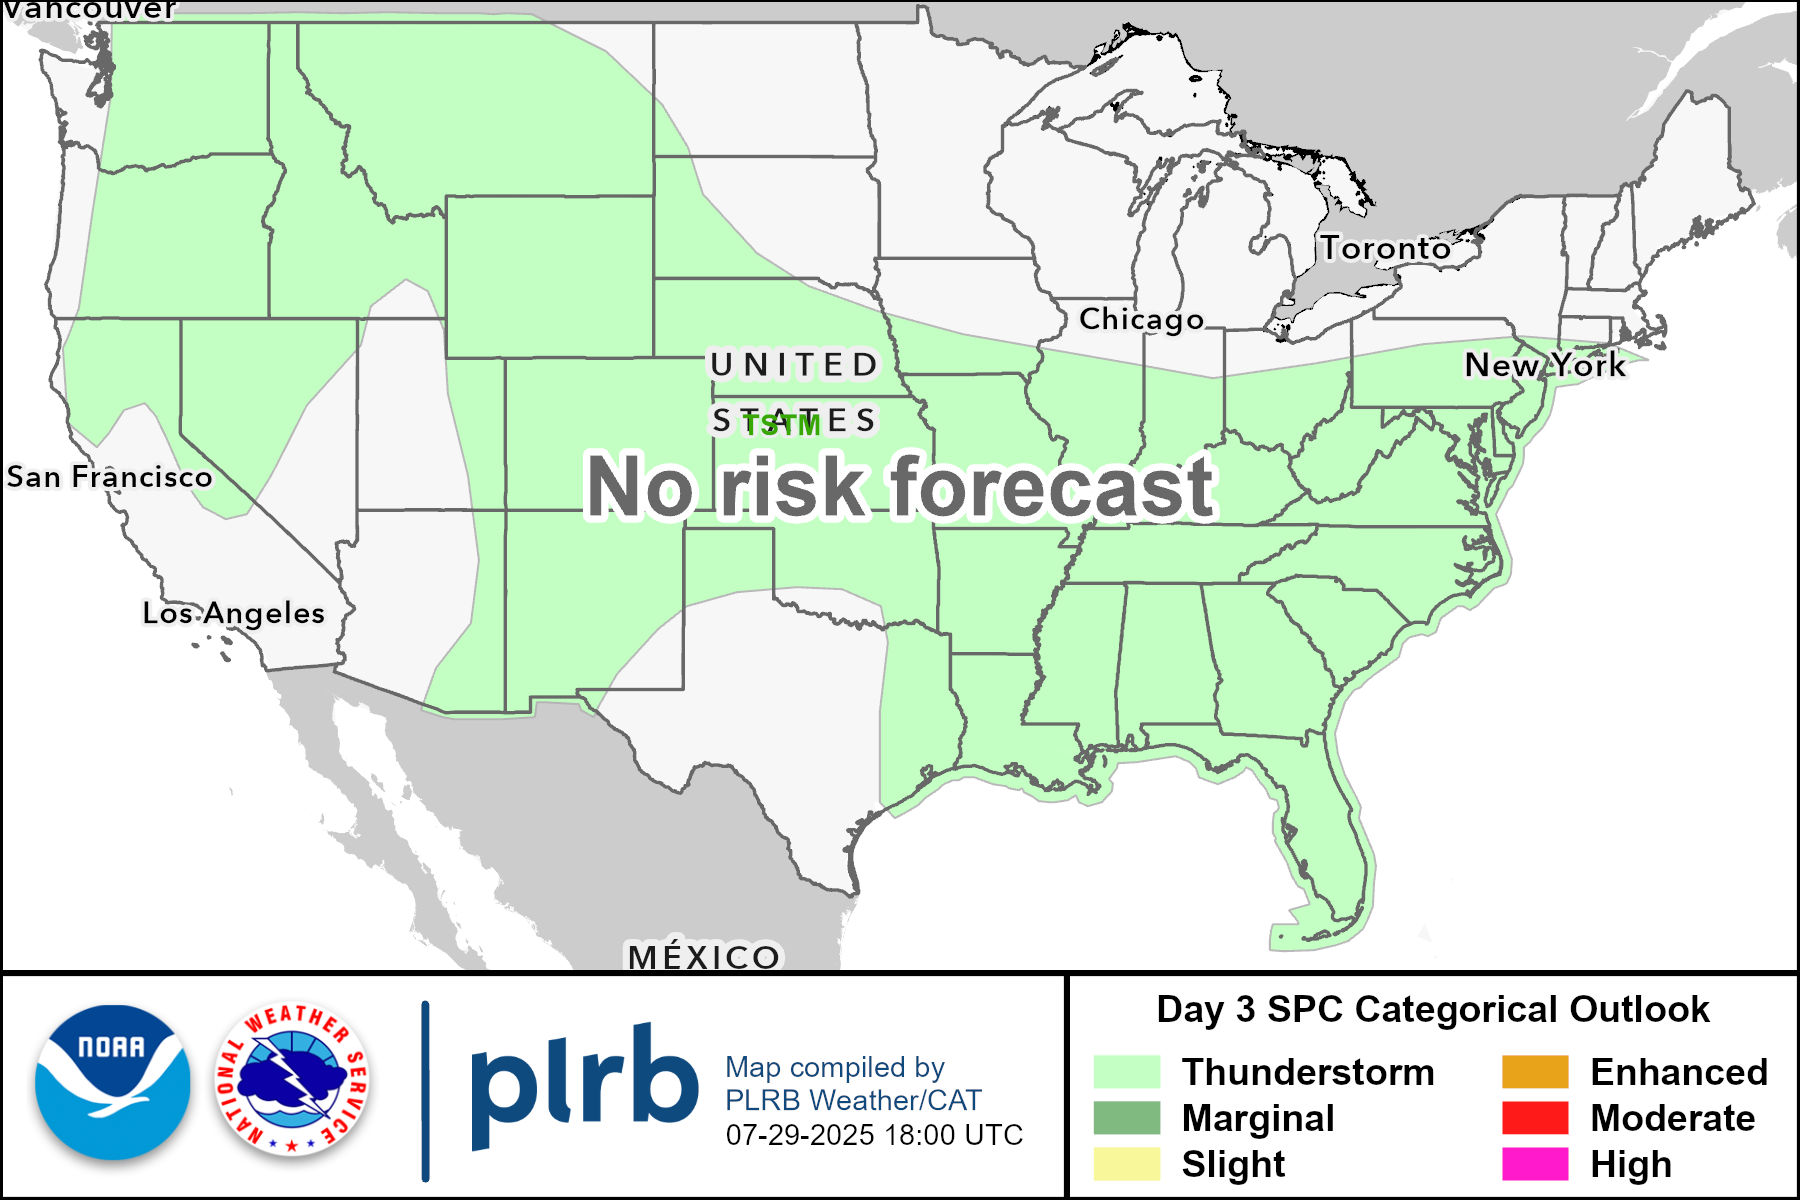 Vancouver
Toronto
Chicago
UNITED
New York
STATES
TSTM
San Francisco
No risk forecast
Los Angeles
MÉXICO
NOAA
NATIONAL WEATHER SERVICE
plrb
Map compiled by
PLRB Weather/CAT
07-29-2025 18:00 UTC
Day 3 SPC Categorical Outlook
Thunderstorm
Marginal
Slight
Enhanced
Moderate
High